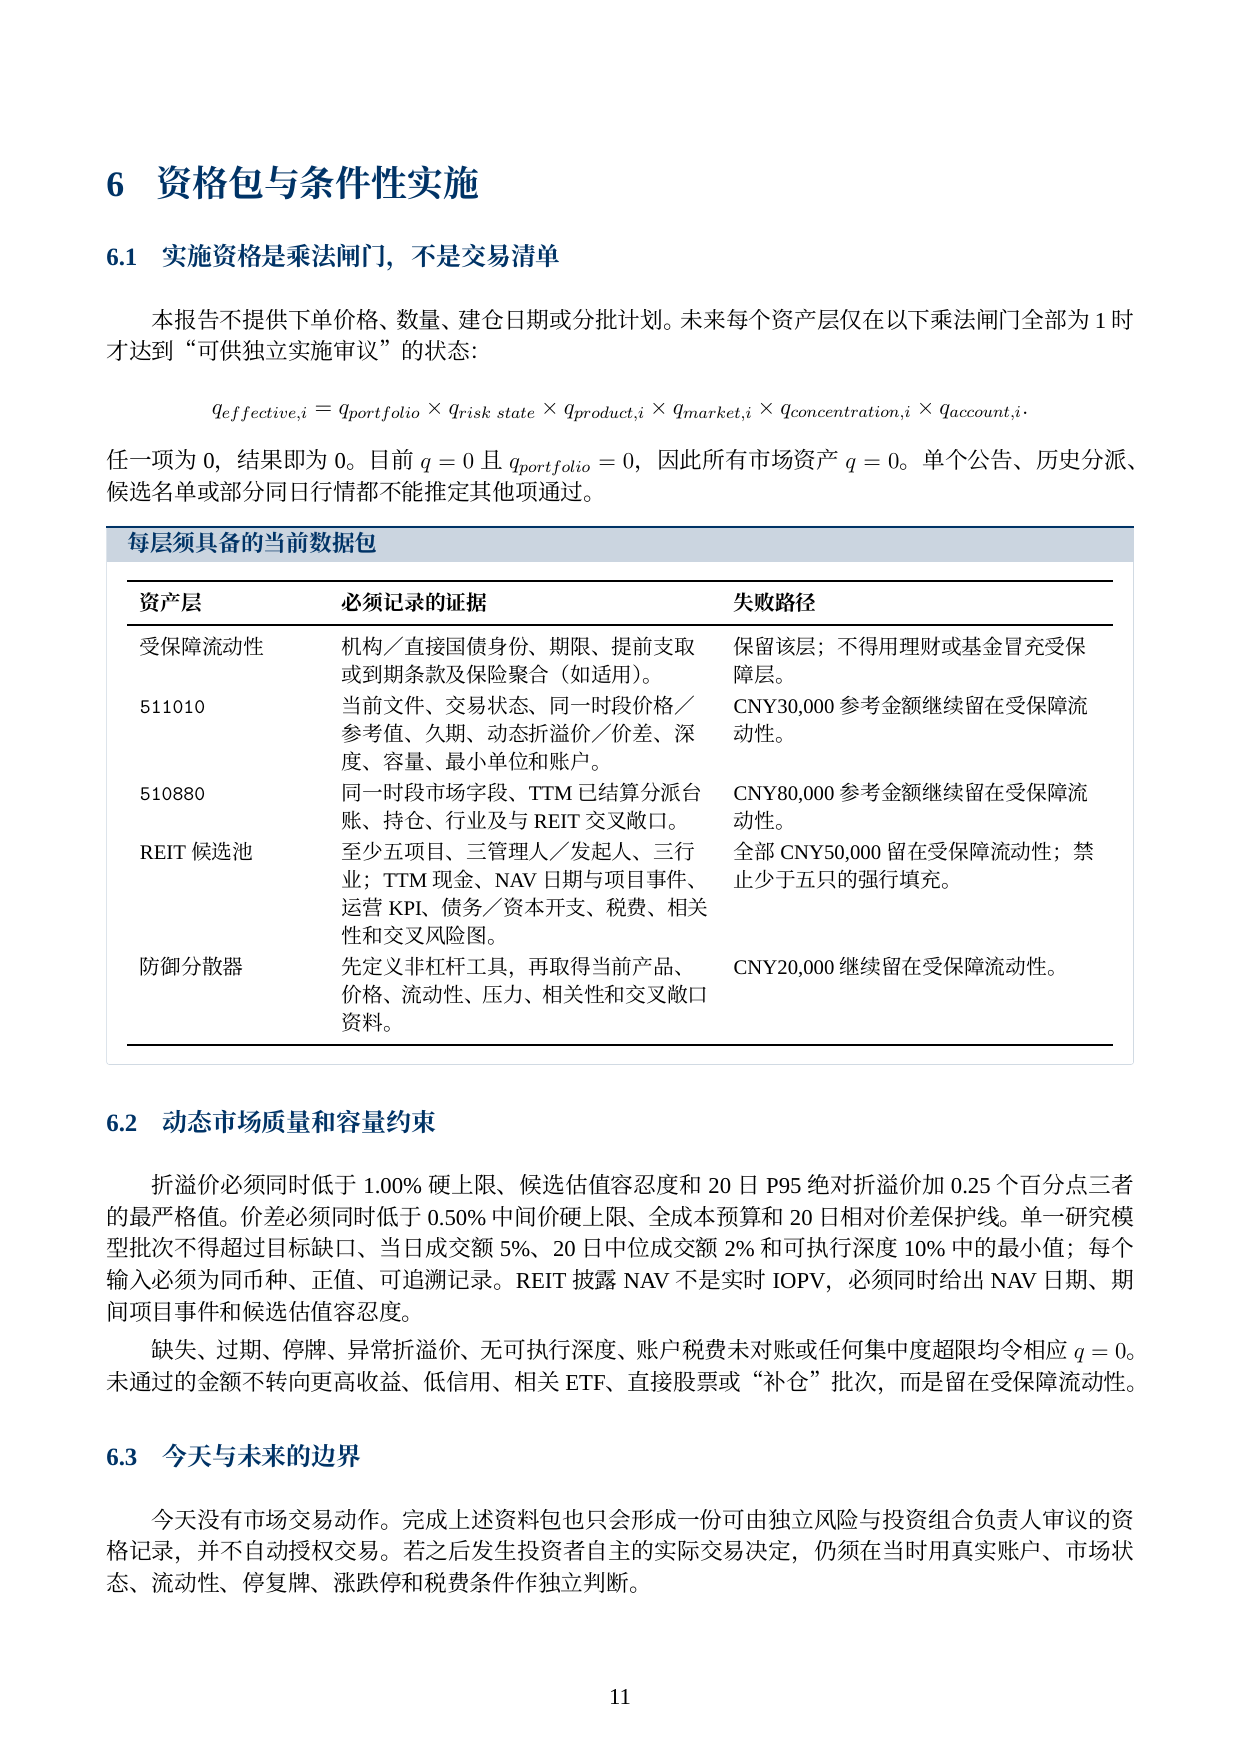 6 资格包与条件性实施
6.1 实施资格是乘法闸门，不是交易清单
本报告不提供下单价格、数量、建仓日期或分批计划。未来每个资产层仅在以下乘法闸门全部为 1 时
才达到“可供独立实施审议”的状态：
q_{effective,i} = q_{portfolio} × q_{risk state} × q_{product,i} × q_{market,i} × q_{concentration,i} × q_{account,i}.
任一项为 0，结果即为 0。目前 q = 0 且 q_{portfolio} = 0，因此所有市场资产 q = 0。单个公告、历史分派、
候选名单或部分同日行情都不能推定其他项通过。
每层须具备的当前数据包
资产层 必须记录的证据 失败路径
受保障流动性 机构／直接国债身份、期限、提前支取 保留该层；不得用理财或基金冒充受保
或到期条款及保险聚合（如适用）。 障层。
511010 当前文件、交易状态、同一时段价格／ CNY30,000 参考金额继续留在受保障流
参考值、久期、动态折溢价／价差、深 动性。
度、容量、最小单位和账户。
510880 同一时段市场字段、TTM 已结算分派台 CNY80,000 参考金额继续留在受保障流
账、持仓、行业及与 REIT 交叉敞口。 动性。
REIT 候选池 至少五项目、三管理人／发起人、三行 全部 CNY50,000 留在受保障流动性；禁
业；TTM 现金、NAV 日期与项目事件、 止少于五只的强行填充。
运营 KPI、债务／资本开支、税费、相关
性和交叉风险图。
防御分散器 先定义非杠杆工具，再取得当前产品、 CNY20,000 继续留在受保障流动性。
价格、流动性、压力、相关性和交叉敞口
资料。
6.2 动态市场质量和容量约束
折溢价必须同时低于 1.00% 硬上限、候选估值容忍度和 20 日 P95 绝对折溢价加 0.25 个百分点三者
的最严格值。价差必须同时低于 0.50% 中间价硬上限、全成本预算和 20 日相对价差保护线。单一研究模
型批次不得超过目标缺口、当日成交额 5%、20 日中位成交额 2% 和可执行深度 10% 中的最小值；每个
输入必须为同币种、正值、可追溯记录。REIT 披露 NAV 不是实时 IOPV，必须同时给出 NAV 日期、期
间项目事件和候选估值容忍度。
缺失、过期、停牌、异常折溢价、无可执行深度、账户税费未对账或任何集中度超限均令相应 q = 0。
未通过的金额不转向更高收益、低信用、相关 ETF、直接股票或“补仓”批次，而是留在受保障流动性。
6.3 今天与未来的边界
今天没有市场交易动作。完成上述资料包也只会形成一份可由独立风险与投资组合负责人审议的资
格记录，并不自动授权交易。若之后发生投资者自主的实际交易决定，仍须在当时用真实账户、市场状
态、流动性、停复牌、涨跌停和税费条件作独立判断。
11